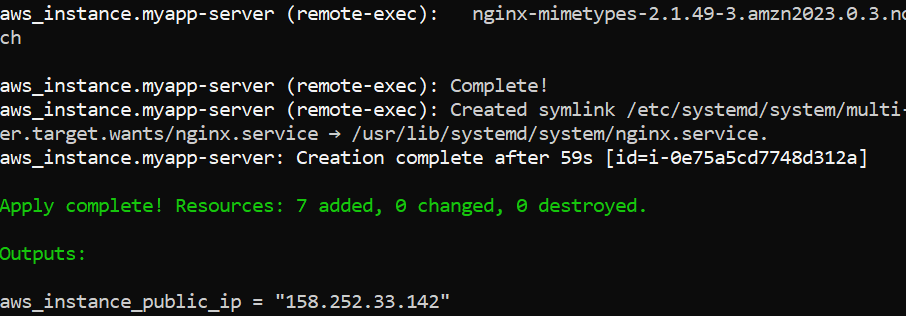 aws_instance.myapp-server (remote-exec):   nginx-mimetypes-2.1.49-3.amzn2023.0.3.no
ch
aws_instance.myapp-server (remote-exec): Complete!
aws_instance.myapp-server (remote-exec): Created symlink /etc/systemd/system/multi-
er.target.wants/nginx.service → /usr/lib/systemd/system/nginx.service.
aws_instance.myapp-server: Creation complete after 59s [id=i-0e75a5cd7748d312a]
Apply complete! Resources: 7 added, 0 changed, 0 destroyed.
Outputs:
aws_instance_public_ip = "158.252.33.142"